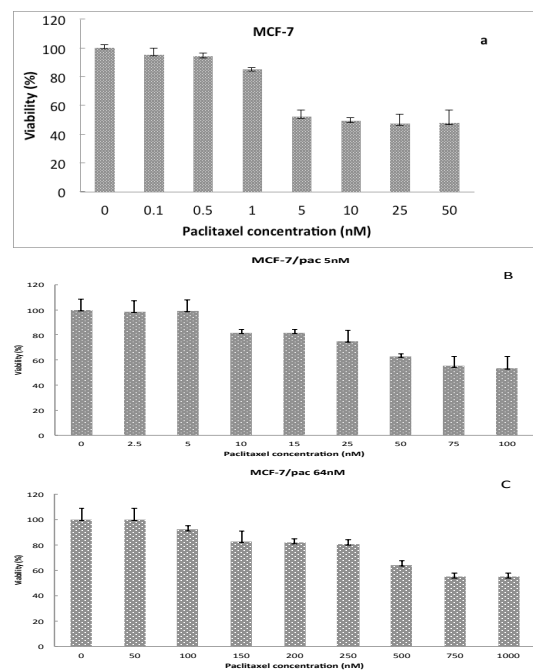 MCF-7
a
Viability (%)
120
100
80
60
40
20
0
0 0.1 0.5 1 5 10 25 50
Paclitaxel concentration (nM)
MCF-7/pac 5nM
B
Viability (%)
120
100
80
60
40
20
0
0 2.5 5 10 15 25 50 75 100
Paclitaxel concentration (nM)
MCF-7/pac 64nM
C
Viability (%)
120
100
80
60
40
20
0
0 50 100 150 200 250 500 750 1000
Paclitaxel concentration (nM)